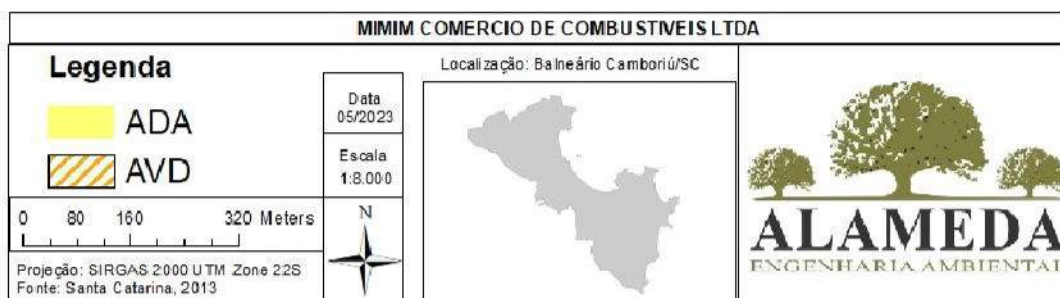 MIMIM COMERCIO DE COMBUSTIVEIS LTDA
Legenda
ADA
AVD
0 80 160 320 Meters
Projeção: SIRGAS 2000 UTM Zone 22S
Fonte: Santa Catarina, 2013
Data
05/2023
Escala
1:8.000
N
Localização: Balneário Camboriú/SC
ALAMEDA
ENGENHARIA AMBIENTAL